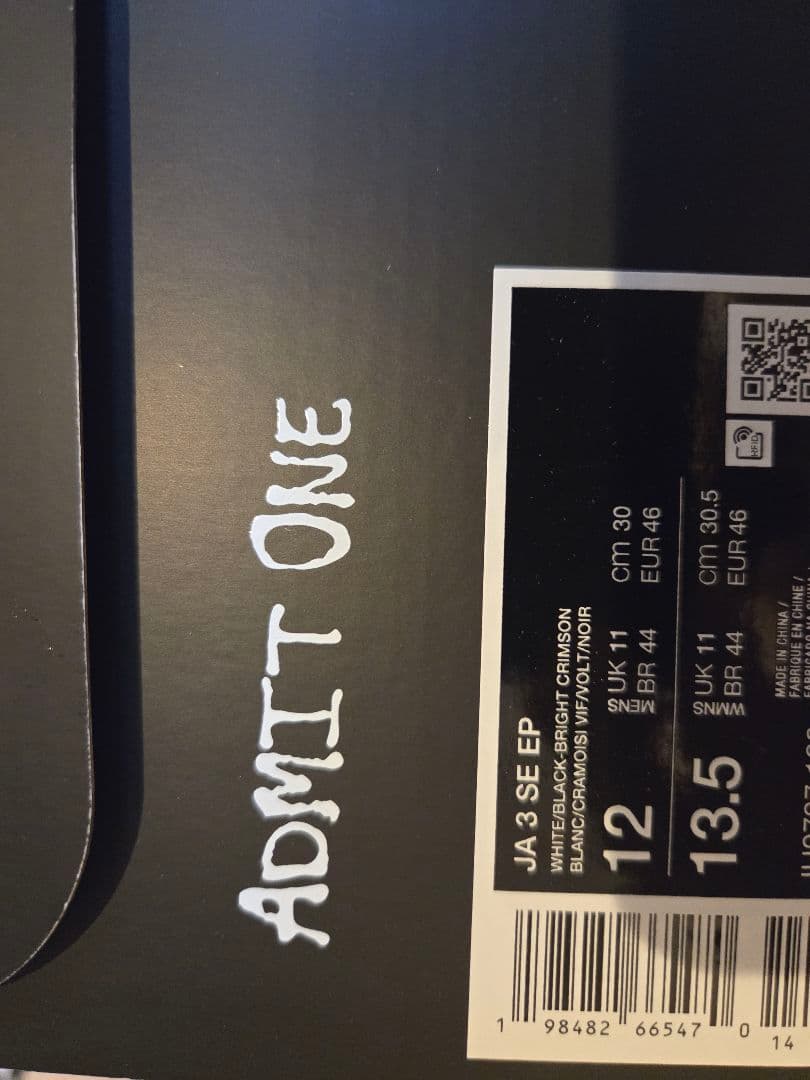 ADMIT ONE
JA 3 SE EP
WHITE/BLACK-BRIGHT CRIMSON
BLANC/CRAMOISI VIF/VOLT/NOIR
12 MENS UK 11 cm 30
BR 44 EUR 46
13.5 WMNS UK 11 cm 30.5
BR 44 EUR 46
RFID
MADE IN CHINA /
FABRIQUÉ EN CHINE /
1 98482 66547 0
14